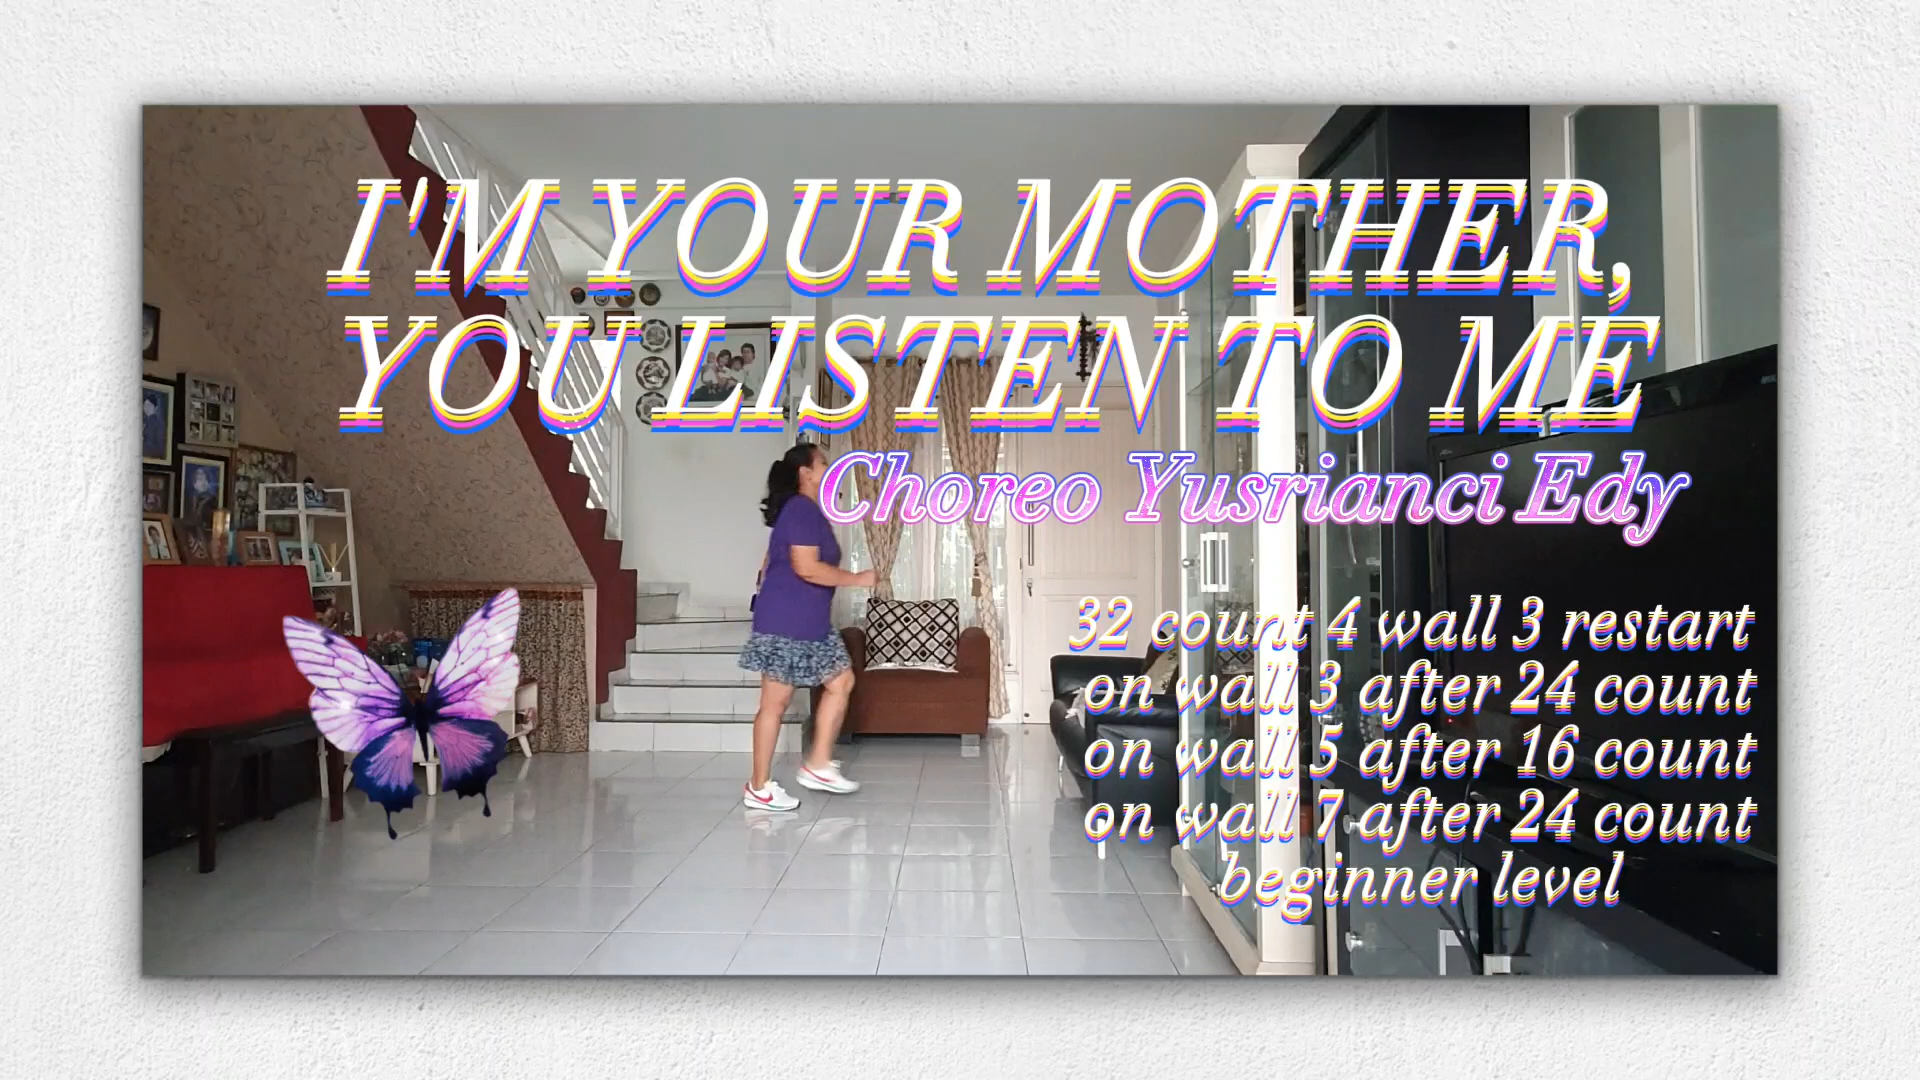 I'M YOUR MOTHER,
YOU LISTEN TO ME
Choreo Yusrianci Edy
32 count 4 wall 3 restart
on wall 3 after 24 count
on wall 5 after 16 count
on wall 7 after 24 count
beginner level